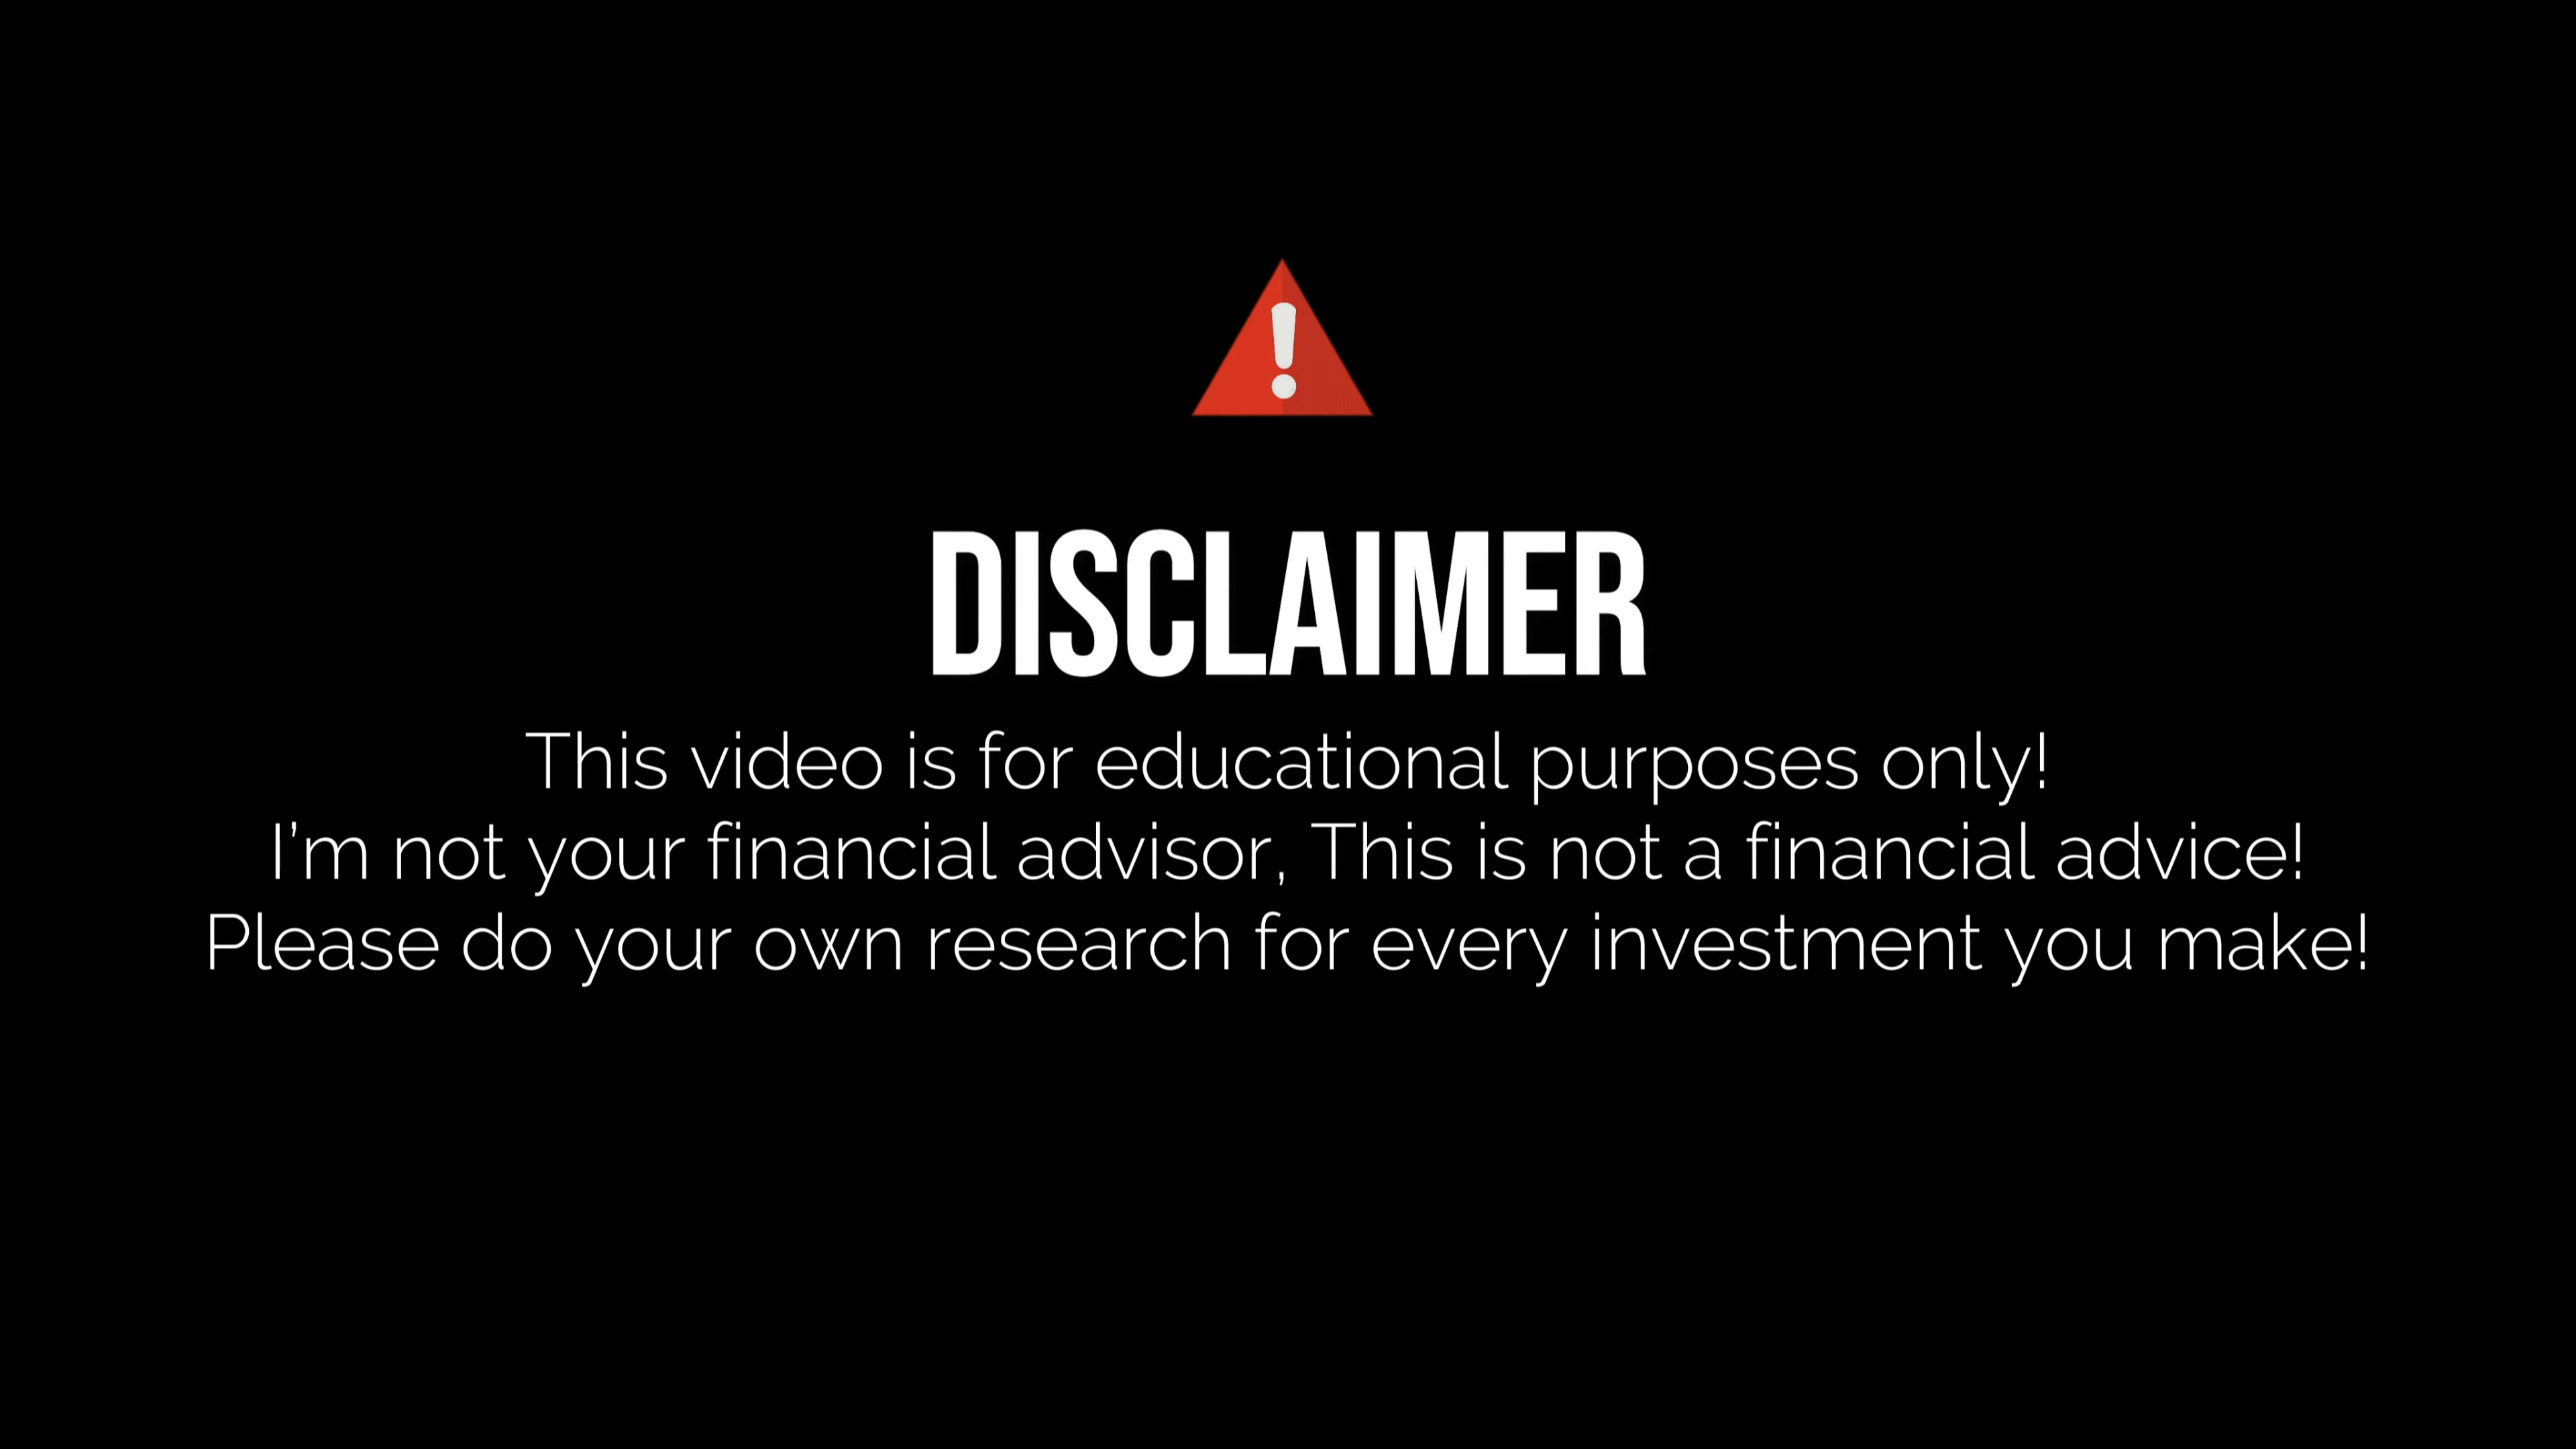 DISCLAIMER
This video is for educational purposes only!
I’m not your financial advisor, This is not a financial advice!
Please do your own research for every investment you make!